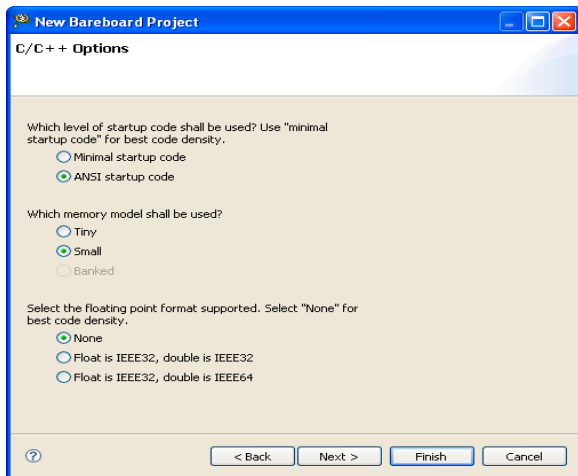 New Bareboard Project
C/C++ Options
Which level of startup code shall be used? Use "minimal
startup code" for best code density.
Minimal startup code
ANSI startup code
Which memory model shall be used?
Tiny
Small
Banked
Select the floating point format supported. Select "None" for
best code density.
None
Float is IEEE32, double is IEEE32
Float is IEEE32, double is IEEE64
?
< Back
Next >
Finish
Cancel